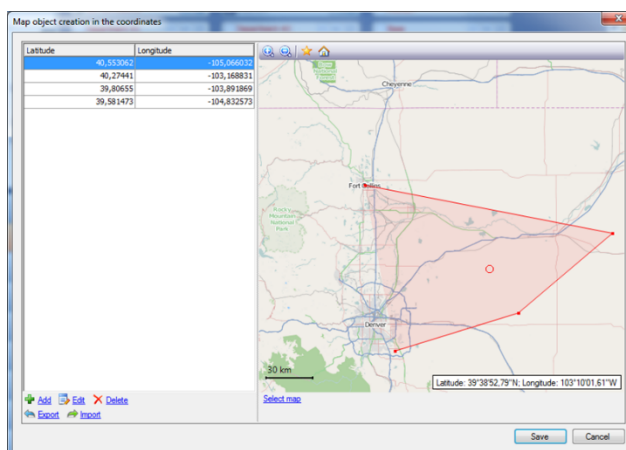 Map object creation in the coordinates
Latitude Longitude
40,553062 -105,066032
40,27441 -103,168831
39,80655 -103,891869
39,581473 -104,832573
Cheyenne
Fort Collins
Rocky
Mountain
National
Park
Denver
30 km
Latitude: 39°38'52,79"N; Longitude: 103°10'01,61"W
Add Edit Delete
Export Import
Select map
Save Cancel